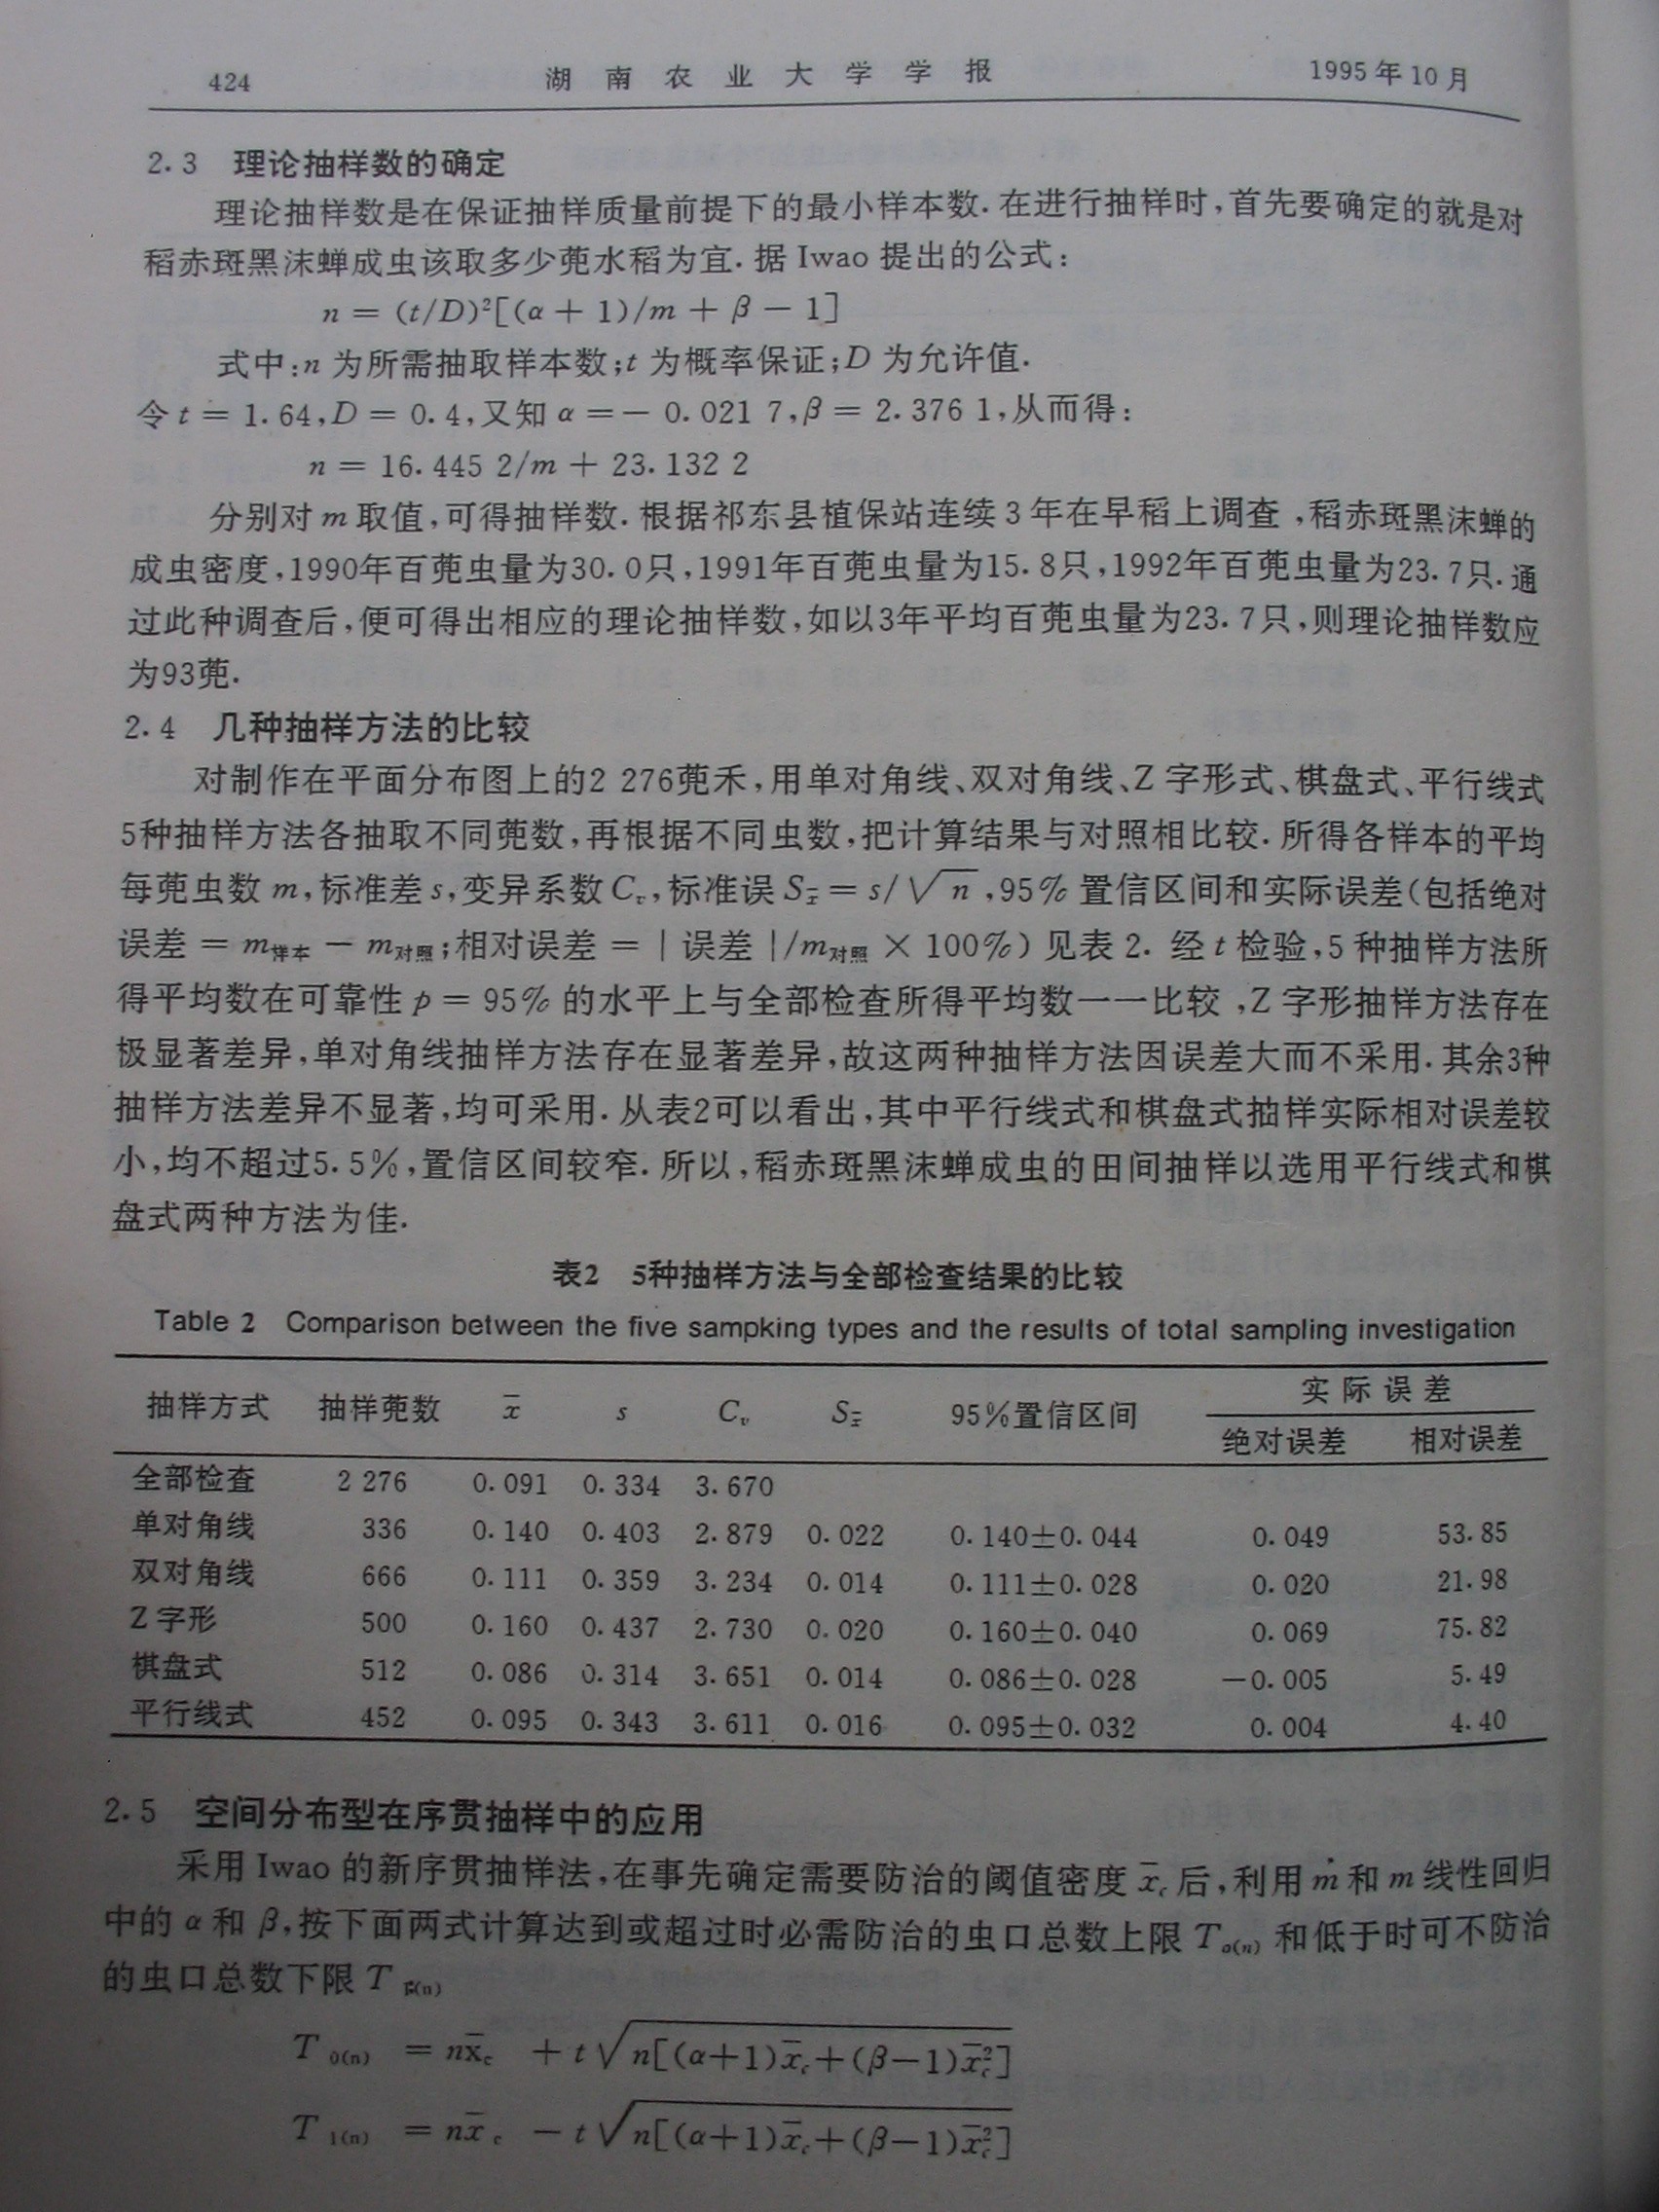 424 湖南农业大学学报 1995年10月
2.3 理论抽样数的确定
理论抽样数是在保证抽样质量前提下的最小样本数.在进行抽样时,首先要确定的就是对
稻赤斑黑沫蝉成虫该取多少蔸水稻为宜.据 Iwao 提出的公式:
n = (t/D)²[(α + 1)/m + β − 1]
式中:n 为所需抽取样本数;t 为概率保证;D 为允许值.
令 t = 1.64,D = 0.4,又知 α =− 0.021 7,β = 2.376 1,从而得:
n = 16.445 2/m + 23.132 2
分别对 m 取值,可得抽样数.根据祁东县植保站连续 3 年在早稻上调查,稻赤斑黑沫蝉的
成虫密度,1990年百蔸虫量为30.0只,1991年百蔸虫量为15.8只,1992年百蔸虫量为23.7只.通
过此种调查后,便可得出相应的理论抽样数,如以3年平均百蔸虫量为23.7只,则理论抽样数应
为93蔸.
2.4 几种抽样方法的比较
对制作在平面分布图上的2 276蔸禾,用单对角线、双对角线、Z 字形式、棋盘式、平行线式
5种抽样方法各抽取不同蔸数,再根据不同虫数,把计算结果与对照相比较.所得各样本的平均
每蔸虫数 m,标准差 s,变异系数 Cᵥ,标准误 S_x̄ = s/√n,95% 置信区间和实际误差(包括绝对
误差 = m样本 − m对照;相对误差 = | 误差 |/m对照 × 100%)见表 2. 经 t 检验,5 种抽样方法所
得平均数在可靠性 p = 95% 的水平上与全部检查所得平均数一一比较,Z 字形抽样方法存在
极显著差异,单对角线抽样方法存在显著差异,故这两种抽样方法因误差大而不采用.其余3种
抽样方法差异不显著,均可采用.从表2可以看出,其中平行线式和棋盘式抽样实际相对误差较
小,均不超过5.5%,置信区间较窄.所以,稻赤斑黑沫蝉成虫的田间抽样以选用平行线式和棋
盘式两种方法为佳.
表2 5种抽样方法与全部检查结果的比较
Table 2 Comparison between the five sampking types and the results of total sampling investigation
抽样方式 抽样蔸数 x̄ s Cᵥ S_x̄ 95%置信区间 实际误差
绝对误差 相对误差
全部检查 2 276 0.091 0.334 3.670
单对角线 336 0.140 0.403 2.879 0.022 0.140±0.044 0.049 53.85
双对角线 666 0.111 0.359 3.234 0.014 0.111±0.028 0.020 21.98
Z 字形 500 0.160 0.437 2.730 0.020 0.160±0.040 0.069 75.82
棋盘式 512 0.086 0.314 3.651 0.014 0.086±0.028 −0.005 5.49
平行线式 452 0.095 0.343 3.611 0.016 0.095±0.032 0.004 4.40
2.5 空间分布型在序贯抽样中的应用
采用 Iwao 的新序贯抽样法,在事先确定需要防治的阈值密度 x̄c 后,利用 ṁ 和 m 线性回归
中的 α 和 β,按下面两式计算达到或超过时必需防治的虫口总数上限 To(n) 和低于时可不防治
的虫口总数下限 T (n)
T 0(n) = nx̄c + t√n[(α+1)x̄c+(β−1)x̄c²]
T 1(n) = nx̄c − t√n[(α+1)x̄c+(β−1)x̄c²]